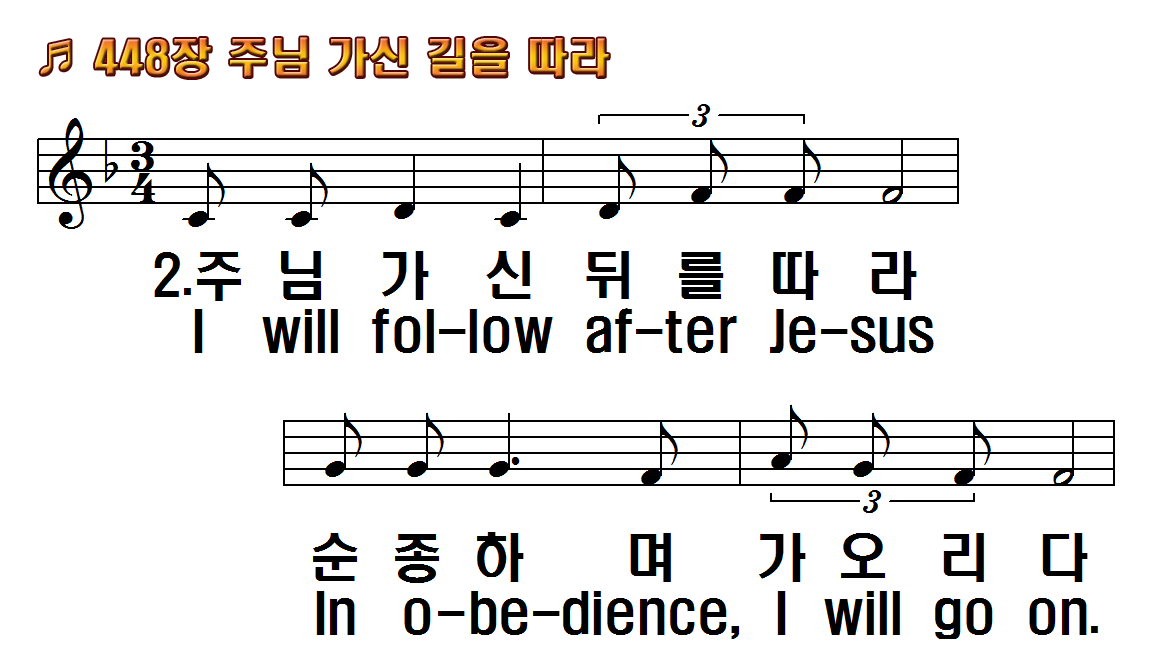 ♬ 448장 주님 가신 길을 따라
3
3
4
2.주 님 가 신 뒤 를 따 라
I will fol-low af-ter Je-sus
3
순 종 하 며 가 오 리 다
In o-be-dience, I will go on.